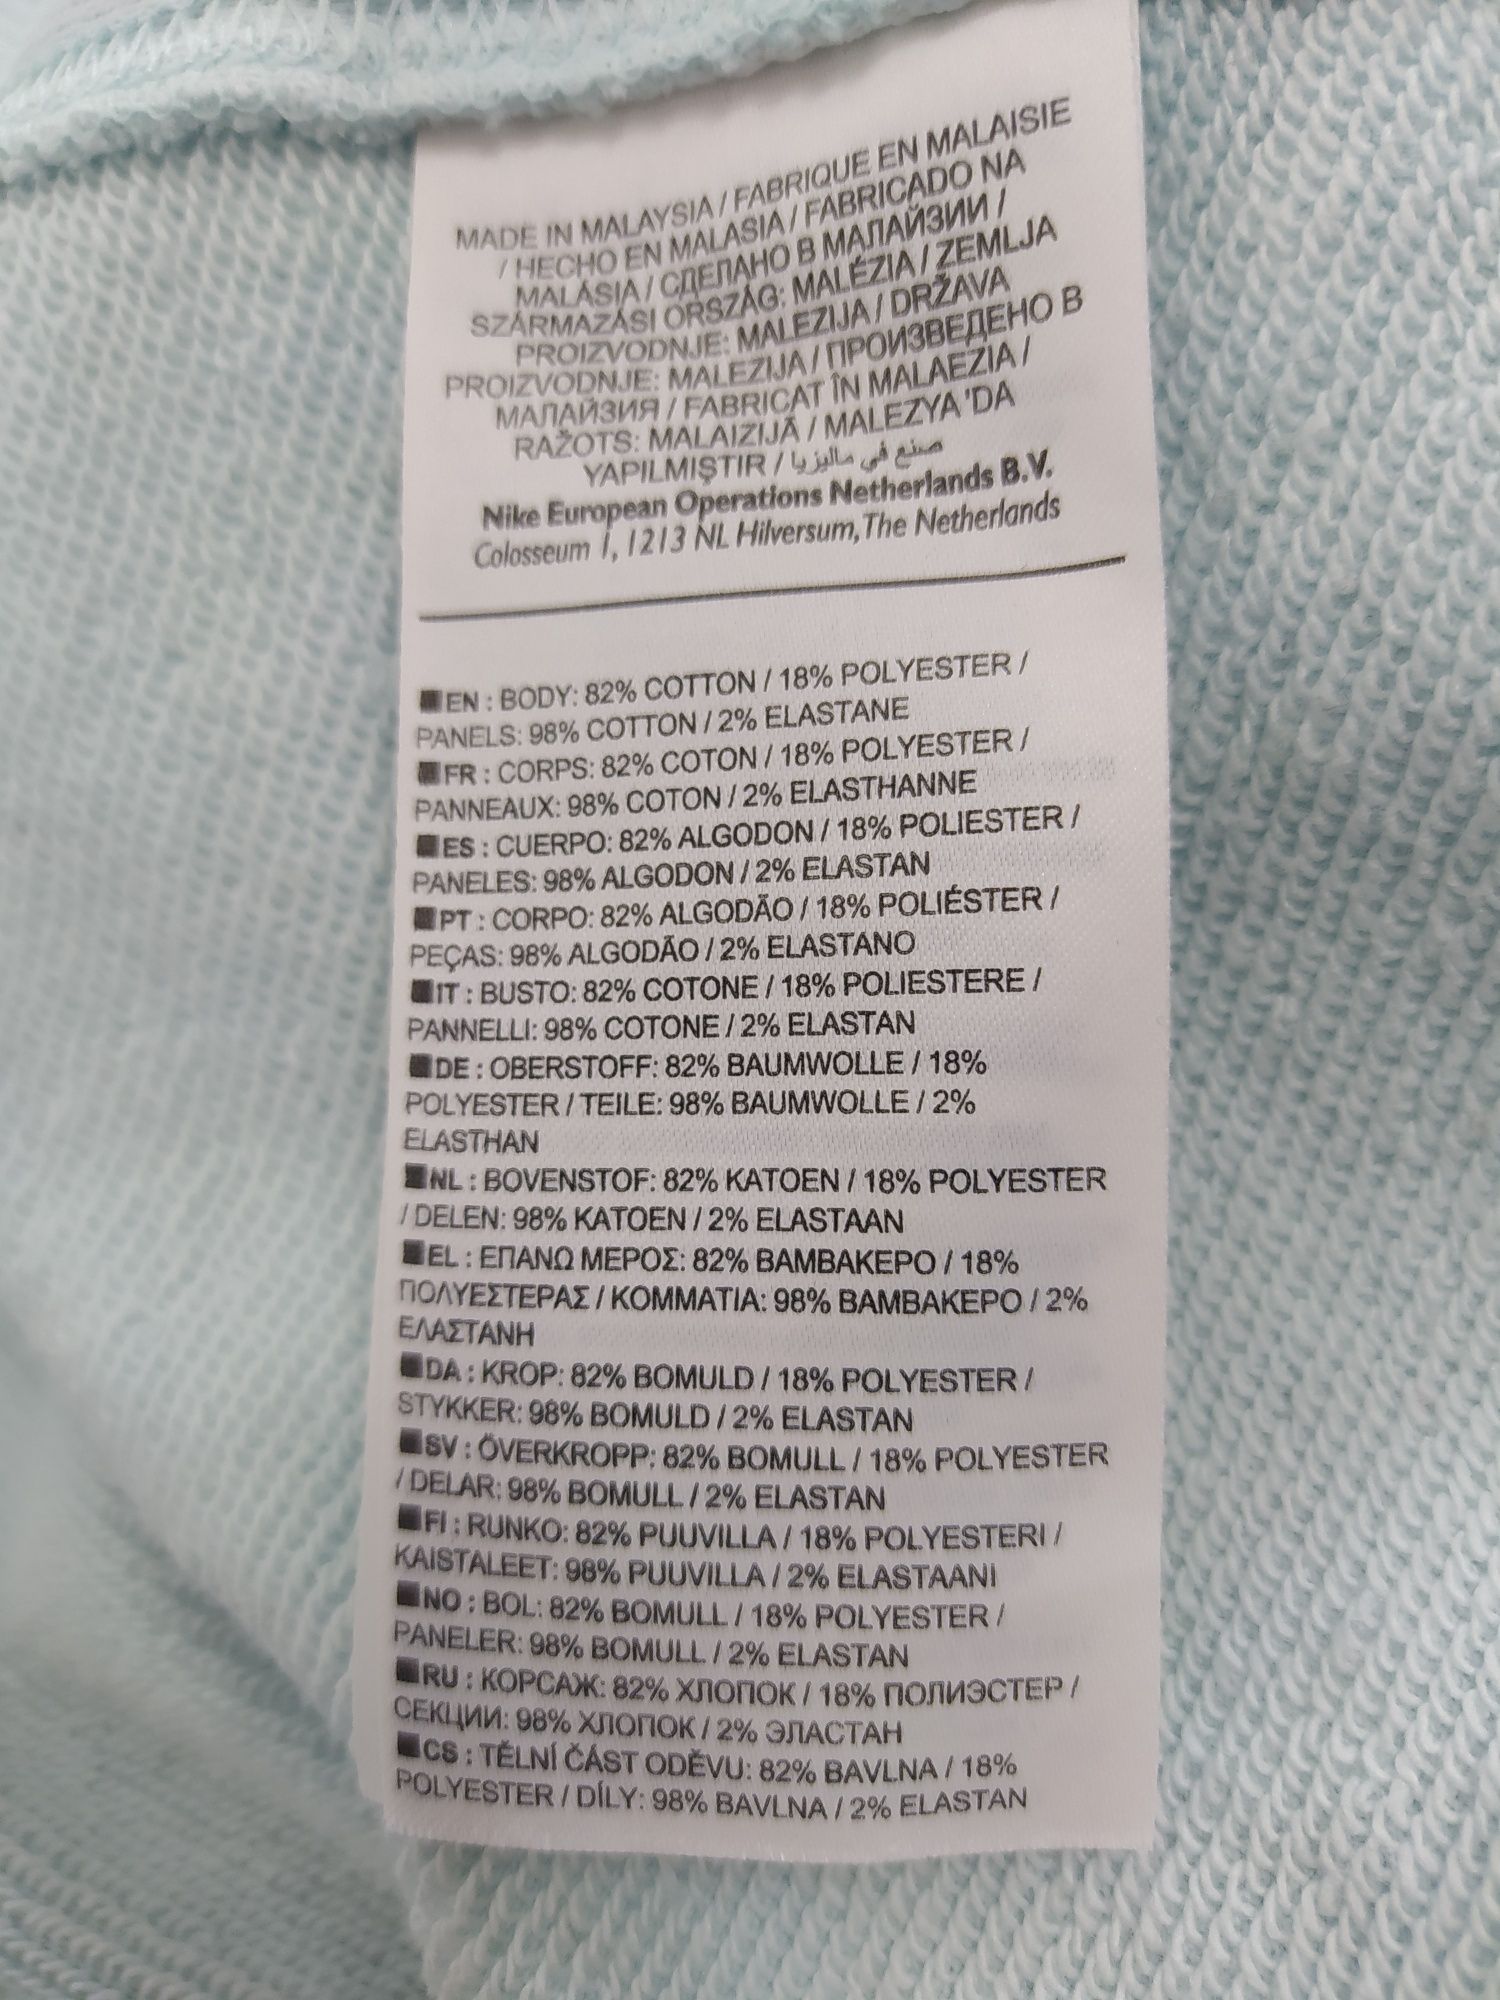 MADE IN MALAYSIA / FABRIQUE EN MALAISIE
/ HECHO EN MALASIA / FABRICADO NA
MALÁSIA / СДЕЛАНО В МАЛАЙЗИИ /
SZÁRMAZÁSI ORSZÁG: MALÉZIA / ZEMLJA
PROIZVODNJE: MALEZIJA / DRŽAVA
PROIZVODNJE: MALEZIJA / ПРОИЗВЕДЕНО В
МАЛАЙЗИЯ / FABRICAT ÎN MALAEZIA /
RAŽOTS: MALAIZIJĀ / MALEZYA 'DA
YAPILMIŞTIR / صنع في ماليزيا
Nike European Operations Netherlands B.V.
Colosseum 1, 1213 NL Hilversum, The Netherlands
■EN : BODY: 82% COTTON / 18% POLYESTER /
PANELS: 98% COTTON / 2% ELASTANE
■FR : CORPS: 82% COTON / 18% POLYESTER /
PANNEAUX: 98% COTON / 2% ELASTHANNE
■ES : CUERPO: 82% ALGODON / 18% POLIESTER /
PANELES: 98% ALGODON / 2% ELASTAN
■PT : CORPO: 82% ALGODÃO / 18% POLIÉSTER /
PEÇAS: 98% ALGODÃO / 2% ELASTANO
■IT : BUSTO: 82% COTONE / 18% POLIESTERE /
PANNELLI: 98% COTONE / 2% ELASTAN
■DE : OBERSTOFF: 82% BAUMWOLLE / 18%
POLYESTER / TEILE: 98% BAUMWOLLE / 2%
ELASTHAN
■NL : BOVENSTOF: 82% KATOEN / 18% POLYESTER
/ DELEN: 98% KATOEN / 2% ELASTAAN
■EL : ΕΠΑΝΩ ΜΕΡΟΣ: 82% ΒΑΜΒΑΚΕΡΟ / 18%
ΠΟΛΥΕΣΤΕΡΑΣ / ΚΟΜΜΑΤΙΑ: 98% ΒΑΜΒΑΚΕΡΟ / 2%
ΕΛΑΣΤΑΝΗ
■DA : KROP: 82% BOMULD / 18% POLYESTER /
STYKKER: 98% BOMULD / 2% ELASTAN
■SV : ÖVERKROPP: 82% BOMULL / 18% POLYESTER
/ DELAR: 98% BOMULL / 2% ELASTAN
■FI : RUNKO: 82% PUUVILLA / 18% POLYESTERI /
KAISTALEET: 98% PUUVILLA / 2% ELASTAANI
■NO : BOL: 82% BOMULL / 18% POLYESTER /
PANELER: 98% BOMULL / 2% ELASTAN
■RU : КОРСАЖ: 82% ХЛОПОК / 18% ПОЛИЭСТЕР /
СЕКЦИИ: 98% ХЛОПОК / 2% ЭЛАСТАН
■CS : TĚLNÍ ČÁST ODĚVU: 82% BAVLNA / 18%
POLYESTER / DÍLY: 98% BAVLNA / 2% ELASTAN